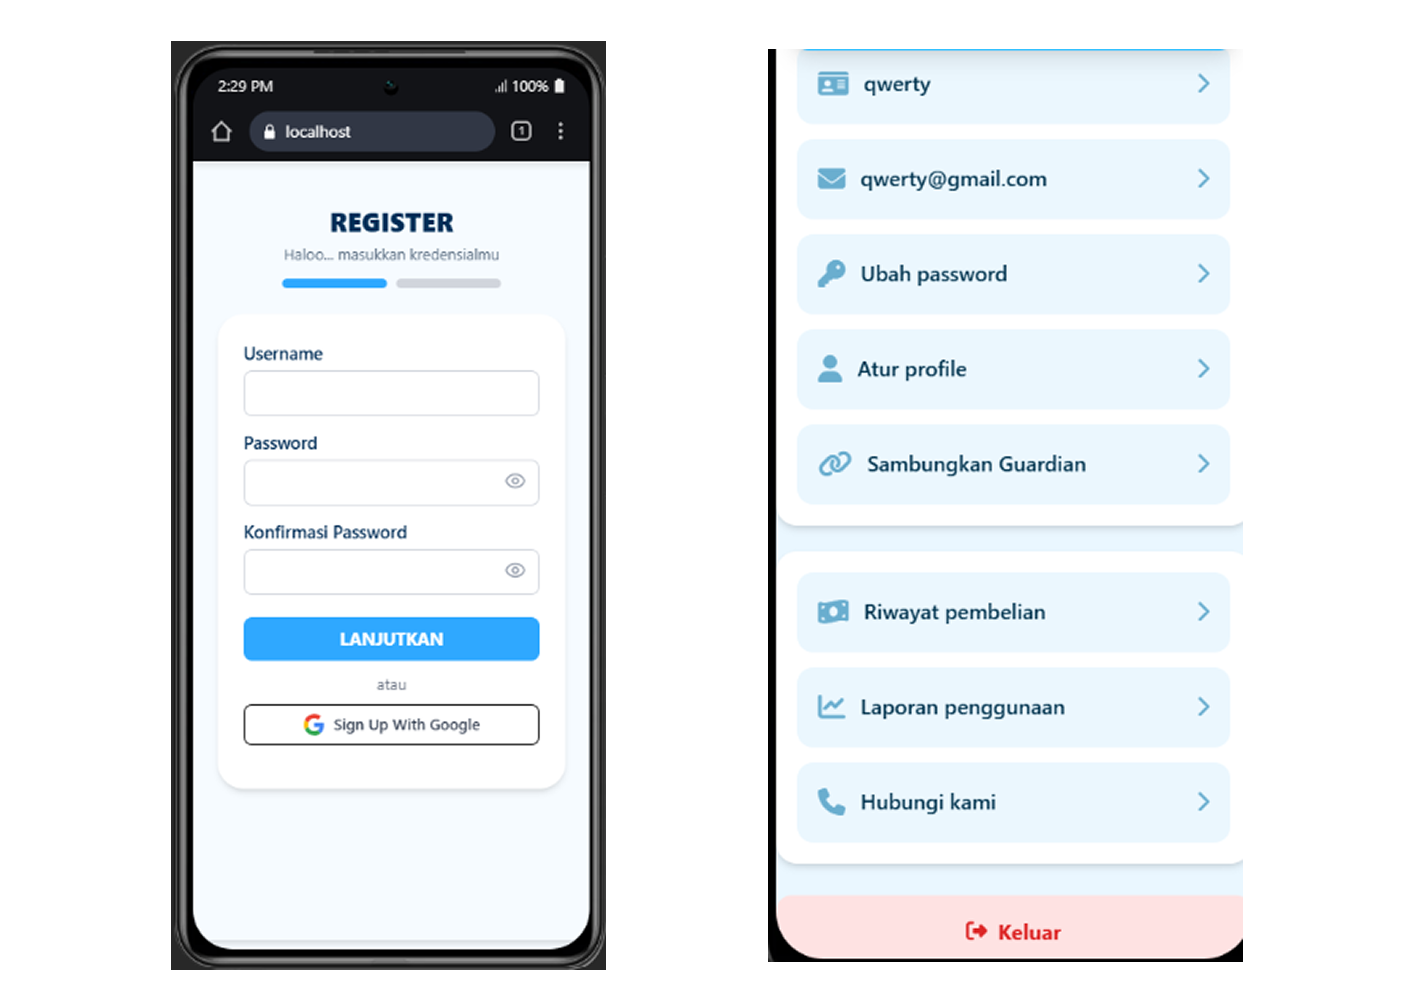 2:29 PM
100%
localhost
1
REGISTER
Haloo... masukkan kredensialmu
Username
Password
Konfirmasi Password
LANJUTKAN
atau
Sign Up With Google
qwerty
qwerty@gmail.com
Ubah password
Atur profile
Sambungkan Guardian
Riwayat pembelian
Laporan penggunaan
Hubungi kami
Keluar